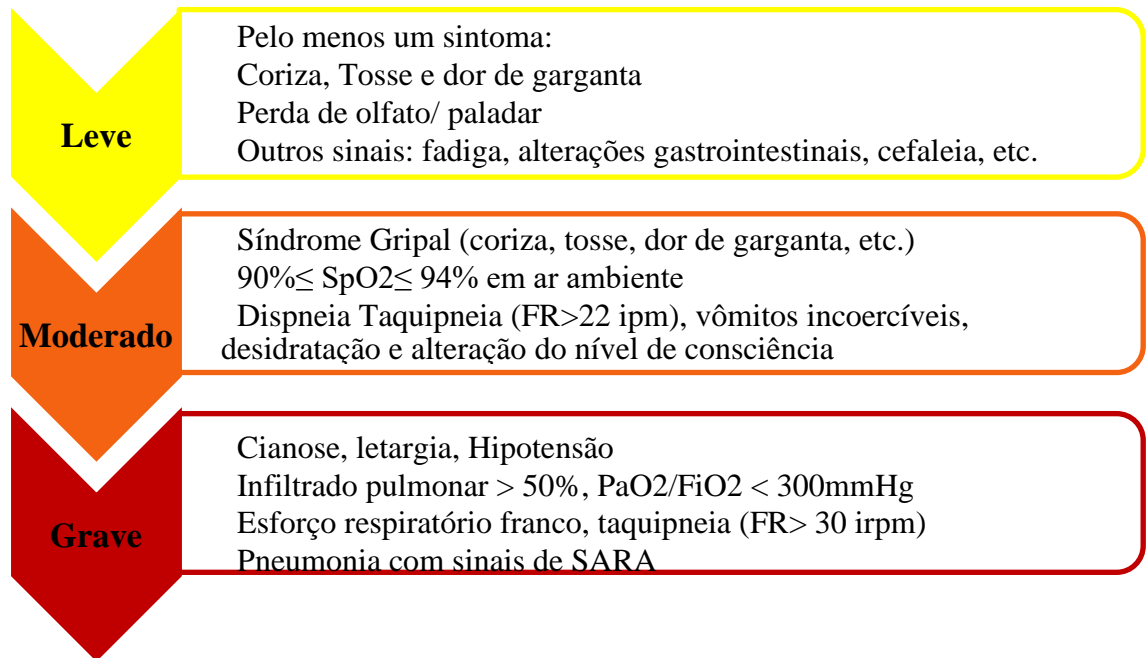 Leve
Pelo menos um sintoma:
Coriza, Tosse e dor de garganta
Perda de olfato/ paladar
Outros sinais: fadiga, alterações gastrointestinais, cefaleia, etc.
Moderado
Síndrome Gripal (coriza, tosse, dor de garganta, etc.)
90%≤ SpO2≤ 94% em ar ambiente
Dispneia Taquipneia (FR>22 ipm), vômitos incoercíveis,
desidratação e alteração do nível de consciência
Grave
Cianose, letargia, Hipotensão
Infiltrado pulmonar > 50%, PaO2/FiO2 < 300mmHg
Esforço respiratório franco, taquipneia (FR> 30 irpm)
Pneumonia com sinais de SARA